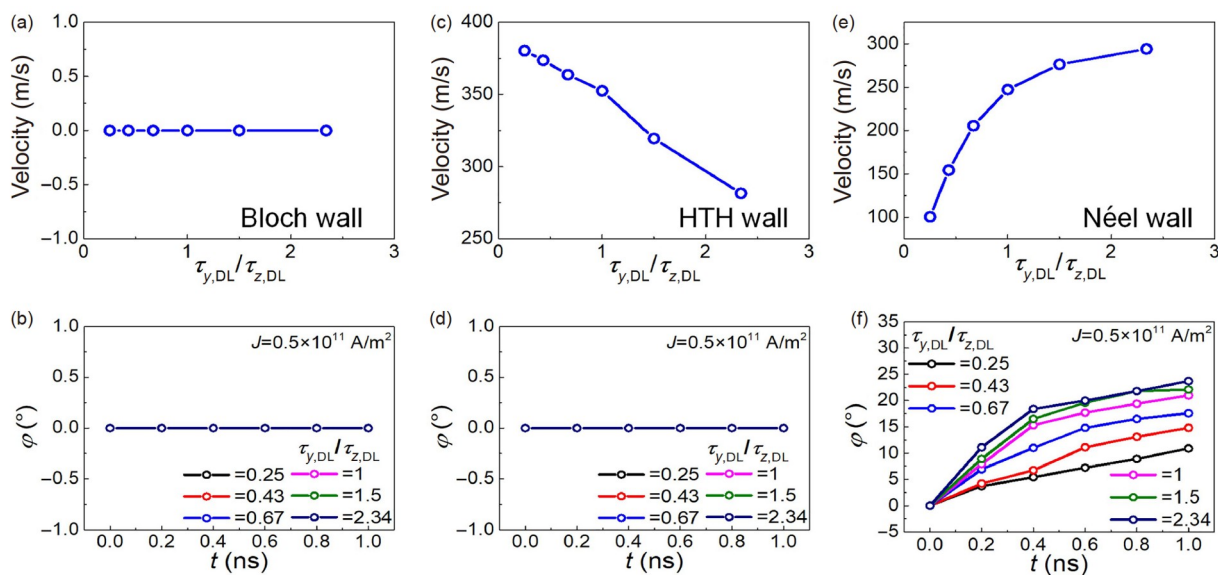 (a)
1.0
0.5
0.0
−0.5
−1.0
Velocity (m/s)
Bloch wall
0 1 2 3
τy,DL/τz,DL
(c)
400
350
300
250
Velocity (m/s)
HTH wall
0 1 2 3
τy,DL/τz,DL
(e)
300
250
200
150
100
Velocity (m/s)
Néel wall
0 1 2 3
τy,DL/τz,DL
(b)
1.0
0.5
0.0
−0.5
−1.0
φ (°)
J=0.5×10¹¹ A/m²
τy,DL/τz,DL
=0.25 =1
=0.43 =1.5
=0.67 =2.34
0.0 0.2 0.4 0.6 0.8 1.0
t (ns)
(d)
1.0
0.5
0.0
−0.5
−1.0
φ (°)
J=0.5×10¹¹ A/m²
τy,DL/τz,DL
=0.25 =1
=0.43 =1.5
=0.67 =2.34
0.0 0.2 0.4 0.6 0.8 1.0
t (ns)
(f)
35
30
25
20
15
10
5
0
−5
φ (°)
τy,DL/τz,DL J=0.5×10¹¹ A/m²
=0.25
=0.43
=0.67
=1
=1.5
=2.34
0.0 0.2 0.4 0.6 0.8 1.0
t (ns)